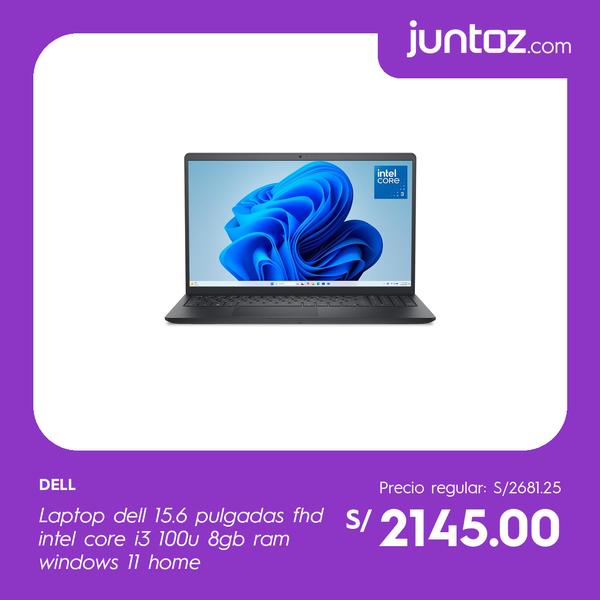 juntoz.com
intel
CORE
3
DELL
Laptop dell 15.6 pulgadas fhd
intel core i3 100u 8gb ram
windows 11 home
Precio regular: S/2681.25
S/ 2145.00